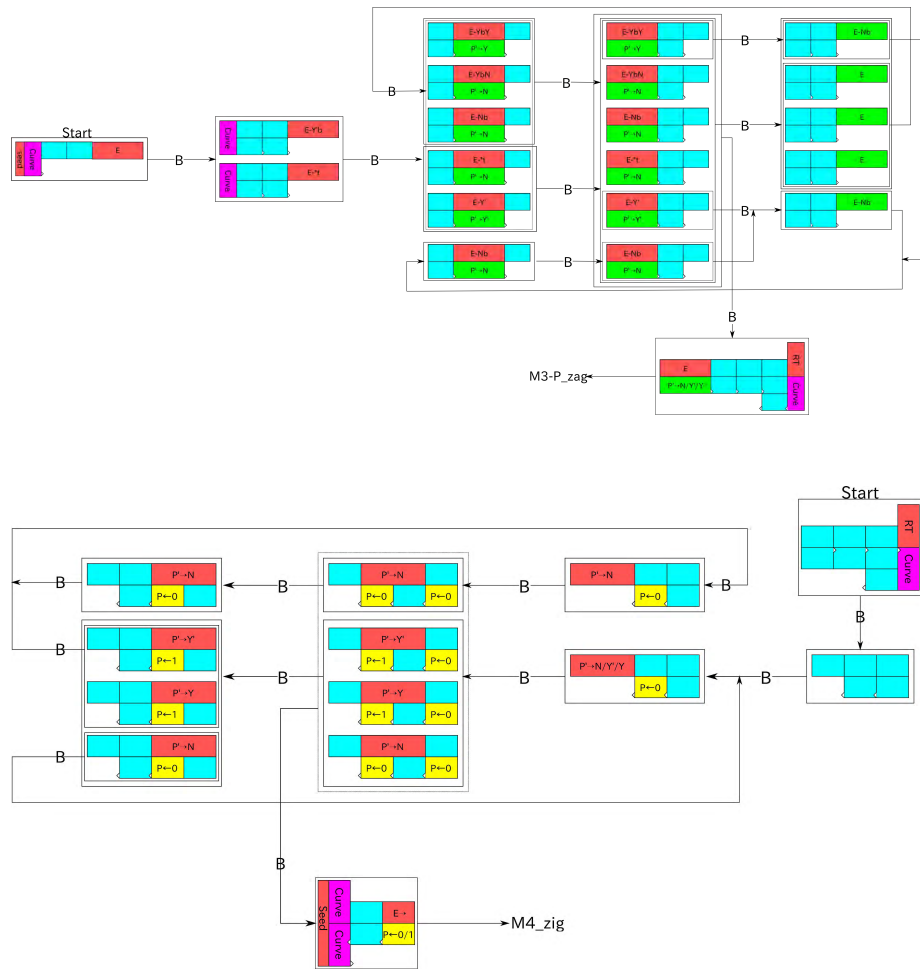 Start
seed
Curve
E
B
Curve
E-Y'b
Curve
E-*t
B
B
E-YbY
P'→Y
E-YbN
P'→N
E-Nb
P'→N
E-*t
P'→N
E-Y'
P'→Y'
E-Nb
P'→N
B
B
B
E-YbY
P'→Y
E-YbN
P'→N
E-Nb
P'→N
E-*t
P'→N
E-Y'
P'→Y'
E-Nb
P'→N
B
B
B
E-Nb
E
E
E
E-Nb
B
E
P'→N/Y'/Y
RT
Curve
M3-P_zag
Start
RT
Curve
B
B
P'→N
P←0
B
P'→N
P←0
P←0
B
P'→N
P←0
B
B
P'→Y'
P←1
P'→Y
P←1
B
P'→N
P←0
B
P'→Y'
P←1
P←0
P'→Y
P←1
P←0
P'→N
P←0
P←0
B
P'→N/Y'/Y
P←0
B
B
Seed
Curve
Curve
E→
P←0/1
M4_zig